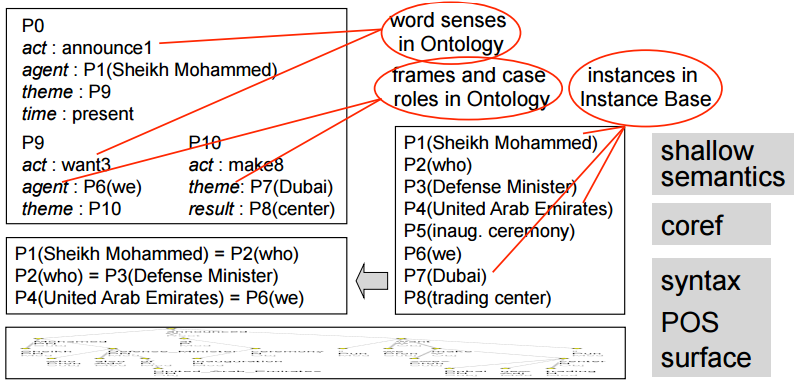 P0
act : announce1
agent : P1(Sheikh Mohammed)
theme : P9
time : present
P9
act : want3
agent : P6(we)
theme : P10
P10
act : make8
theme: P7(Dubai)
result : P8(center)
word senses
in Ontology
frames and case
roles in Ontology
instances in
Instance Base
P1(Sheikh Mohammed)
P2(who)
P3(Defense Minister)
P4(United Arab Emirates)
P5(inaug. ceremony)
P6(we)
P7(Dubai)
P8(trading center)
P1(Sheikh Mohammed) = P2(who)
P2(who) = P3(Defense Minister)
P4(United Arab Emirates) = P6(we)
shallow
semantics
coref
syntax
POS
surface